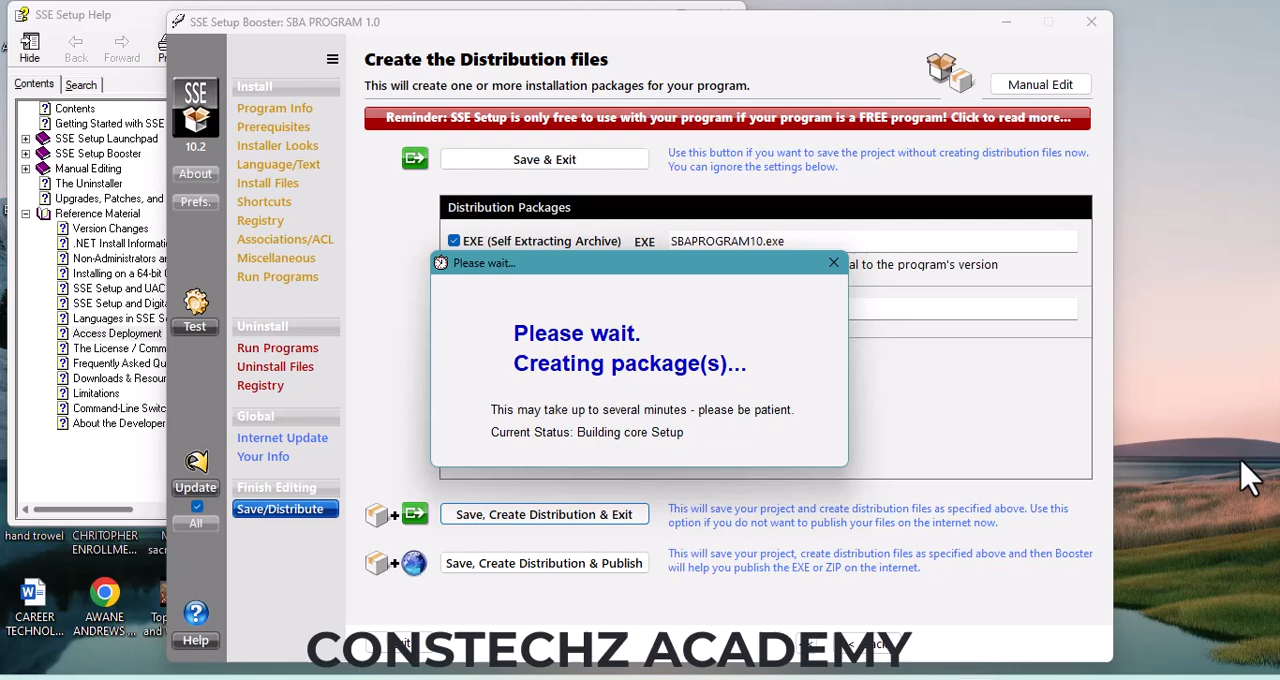 SSE Setup Help
Hide
Back
Forward
Contents
Search
Contents
Getting Started with SSE
SSE Setup Launchpad
SSE Setup Booster
Manual Editing
The Uninstaller
Upgrades, Patches, and
Reference Material
Version Changes
.NET Install Informati
Non-Administrators a
Installing on a 64-bit
SSE Setup and UAC
SSE Setup and Digita
Languages in SSE Se
Access Deployment
The License / Comm
Frequently Asked Qu
Downloads & Resour
Limitations
Command-Line Switc
About the Developer
hand trowel
CHRITOPHER
ENROLLME...
CAREER
TECHNOL...
AWANE
ANDREWS ...
SSE Setup Booster: SBA PROGRAM 1.0
SSE
10.2
About
Prefs.
Test
Update
All
Help
Install
Program Info
Prerequisites
Installer Looks
Language/Text
Install Files
Shortcuts
Registry
Associations/ACL
Miscellaneous
Run Programs
Uninstall
Run Programs
Uninstall Files
Registry
Global
Internet Update
Your Info
Finish Editing
Save/Distribute
Create the Distribution files
This will create one or more installation packages for your program.
Manual Edit
Reminder: SSE Setup is only free to use with your program if your program is a FREE program! Click to read more...
Save & Exit
Use this button if you want to save the project without creating distribution files now.
You can ignore the settings below.
Distribution Packages
EXE (Self Extracting Archive) EXE SBAPROGRAM10.exe
al to the program's version
Please wait...
Please wait.
Creating package(s)...
This may take up to several minutes - please be patient.
Current Status: Building core Setup
Save, Create Distribution & Exit
This will save your project and create distribution files as specified above. Use this
option if you do not want to publish your files on the internet now.
Save, Create Distribution & Publish
This will save your project, create distribution files as specified above and then Booster
will help you publish the EXE or ZIP on the internet.
CONSTECHZ ACADEMY